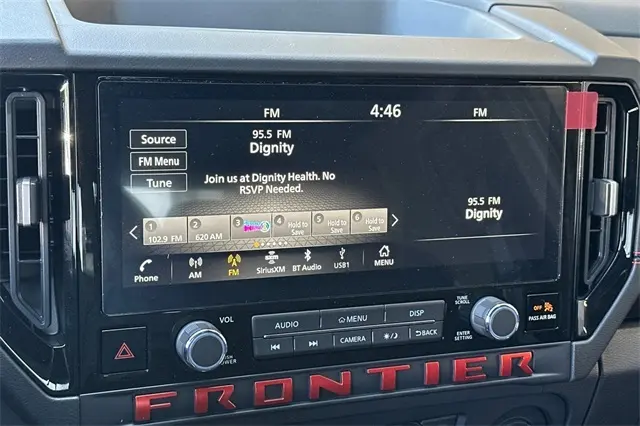 FM
4:46
FM
Source
95.5 FM
Dignity
FM Menu
Tune
Join us at Dignity Health. No
RSVP Needed.
95.5 FM
Dignity
1
2
3
4
5
6
102.9 FM
620 AM
Hold to
Save
Hold to
Save
Hold to
Save
Phone
AM
FM
SiriusXM
BT Audio
USB1
MENU
VOL
AUDIO
MENU
DISP
CAMERA
BACK
TUNE
SCROLL
ENTER
SETTING
OFF
PASS AIR BAG
FRONTIER